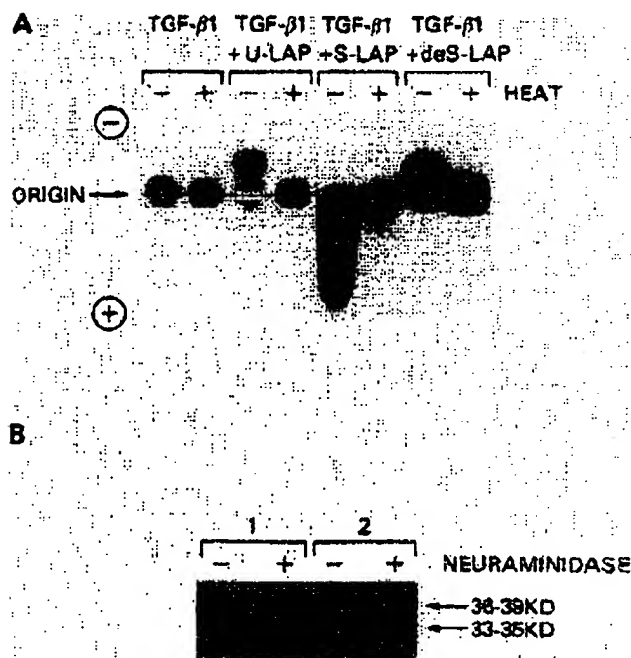 A TGF-β1 TGF-β1 TGF-β1 TGF-β1
+U-LAP +S-LAP +deS-LAP
− + − + − + − + HEAT
−
ORIGIN
+
B
1 2
− + − + NEURAMINIDASE
36-39KD
33-35KD